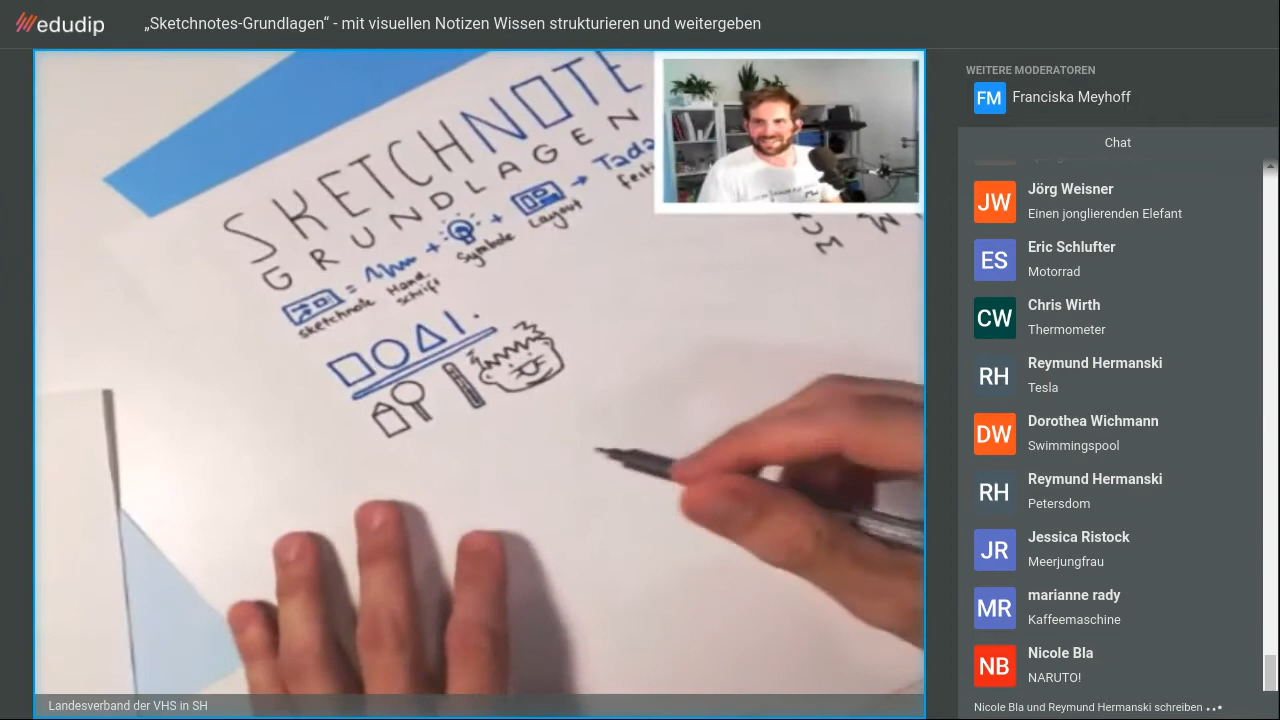 edudip
„Sketchnotes-Grundlagen“ - mit visuellen Notizen Wissen strukturieren und weitergeben
SKETCHNOTE
GRUNDLAGEN
= + + → Tada
sketchnote Hand schrift Symbole Layout
Landesverband der VHS in SH
WEITERE MODERATOREN
FM Franciska Meyhoff
Chat
JW Jörg Weisner
Einen jonglierenden Elefant
ES Eric Schlufter
Motorrad
CW Chris Wirth
Thermometer
RH Reymund Hermanski
Tesla
DW Dorothea Wichmann
Swimmingspool
RH Reymund Hermanski
Petersdom
JR Jessica Ristock
Meerjungfrau
MR marianne rady
Kaffeemaschine
NB Nicole Bla
NARUTO!
Nicole Bla und Reymund Hermanski schreiben